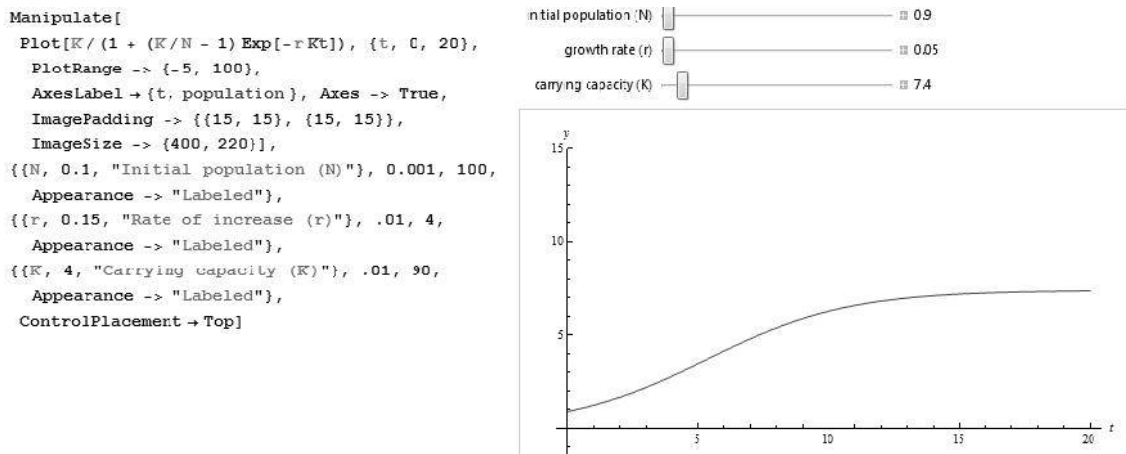 Manipulate[
Plot[K/(1 + (K/N - 1) Exp[-r Kt]), {t, 0, 20},
PlotRange -> {-5, 100},
AxesLabel → {t, population}, Axes -> True,
ImagePadding -> {{15, 15}, {15, 15}},
ImageSize -> {400, 220}],
{{N, 0.1, "Initial population (N)"}, 0.001, 100,
Appearance -> "Labeled"},
{{r, 0.15, "Rate of increase (r)"}, .01, 4,
Appearance -> "Labeled"},
{{K, 4, "Carrying capacity (K)"}, .01, 90,
Appearance -> "Labeled"},
ControlPlacement → Top]
initial population (N) 0.9
growth rate (r) 0.05
carrying capacity (K) 7.4
y
15
10
5
5 10 15 20 t